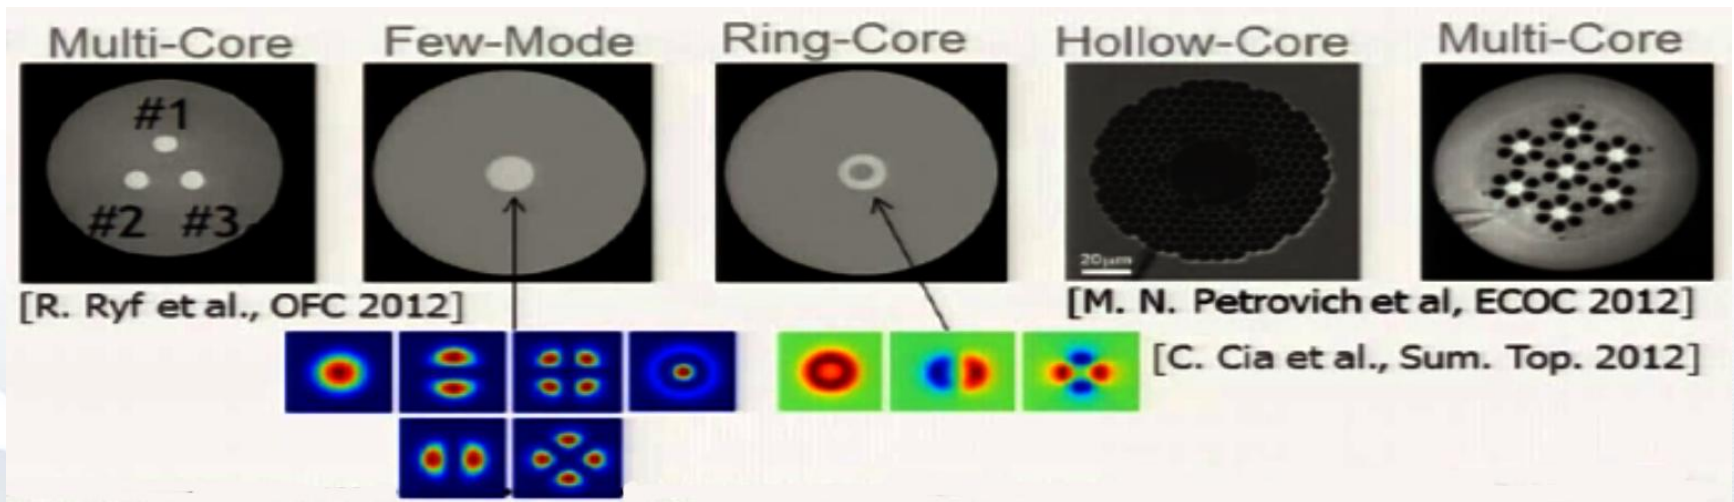 Multi-Core Few-Mode Ring-Core Hollow-Core Multi-Core
#1
#2 #3
20µm
[R. Ryf et al., OFC 2012] [M. N. Petrovich et al, ECOC 2012]
[C. Cia et al., Sum. Top. 2012]